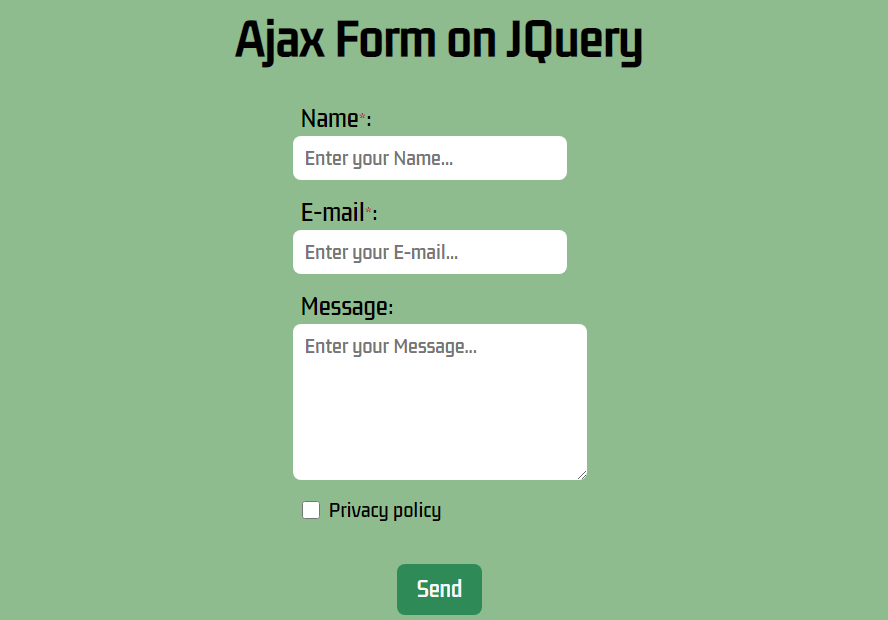 Ajax Form on JQuery
Name*:
Enter your Name...
E-mail*:
Enter your E-mail...
Message:
Enter your Message...
Privacy policy
Send